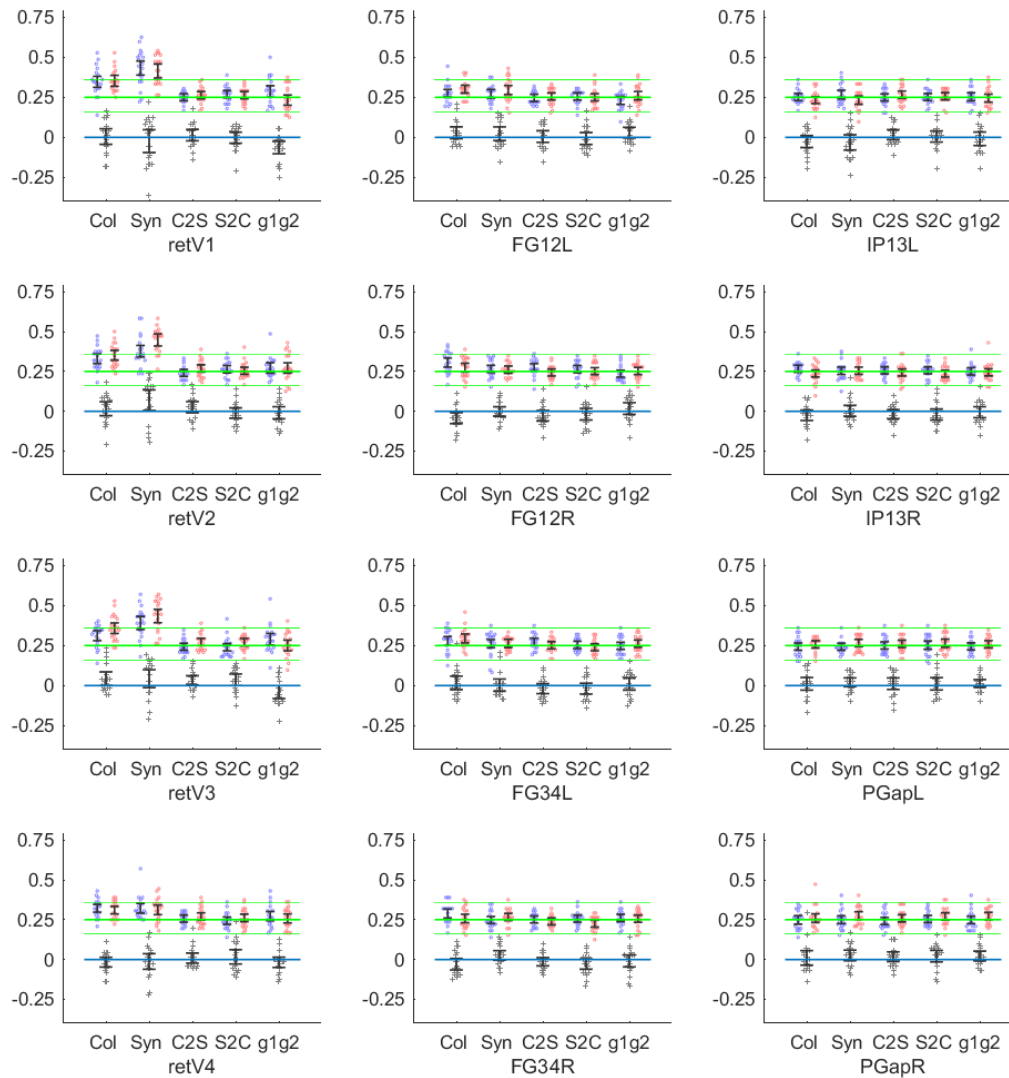 0.75 0.75 0.75
0.5 0.5 0.5
0.25 0.25 0.25
0 0 0
-0.25 -0.25 -0.25
Col Syn C2S S2C g1g2 Col Syn C2S S2C g1g2 Col Syn C2S S2C g1g2
retV1 FG12L IP13L
0.75 0.75 0.75
0.5 0.5 0.5
0.25 0.25 0.25
0 0 0
-0.25 -0.25 -0.25
Col Syn C2S S2C g1g2 Col Syn C2S S2C g1g2 Col Syn C2S S2C g1g2
retV2 FG12R IP13R
0.75 0.75 0.75
0.5 0.5 0.5
0.25 0.25 0.25
0 0 0
-0.25 -0.25 -0.25
Col Syn C2S S2C g1g2 Col Syn C2S S2C g1g2 Col Syn C2S S2C g1g2
retV3 FG34L PGapL
0.75 0.75 0.75
0.5 0.5 0.5
0.25 0.25 0.25
0 0 0
-0.25 -0.25 -0.25
Col Syn C2S S2C g1g2 Col Syn C2S S2C g1g2 Col Syn C2S S2C g1g2
retV4 FG34R PGapR